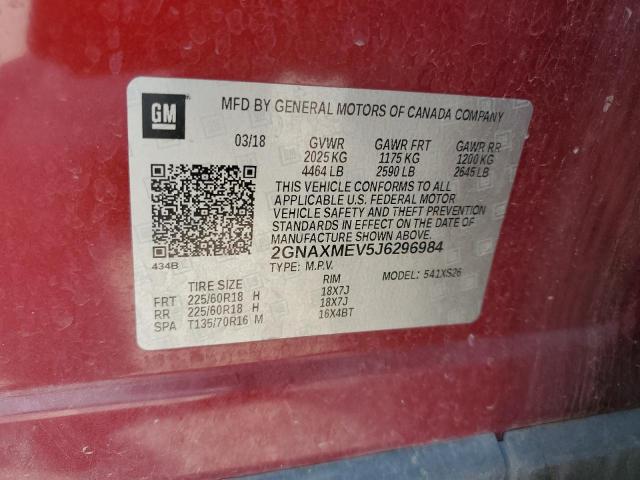 GM
MFD BY GENERAL MOTORS OF CANADA COMPANY
03/18 GVWR GAWR FRT GAWR RR
2025 KG 1175 KG 1200 KG
4464 LB 2590 LB 2645 LB
THIS VEHICLE CONFORMS TO ALL
APPLICABLE U.S. FEDERAL MOTOR
VEHICLE SAFETY AND THEFT PREVENTION
STANDARDS IN EFFECT ON THE DATE OF
MANUFACTURE SHOWN ABOVE.
2GNAXMEV5J6296984
434B TYPE: M.P.V. MODEL: 541XS26
TIRE SIZE RIM
FRT 225/60R18 H 18X7J
RR 225/60R18 H 18X7J
SPA T135/70R16 M 16X4BT